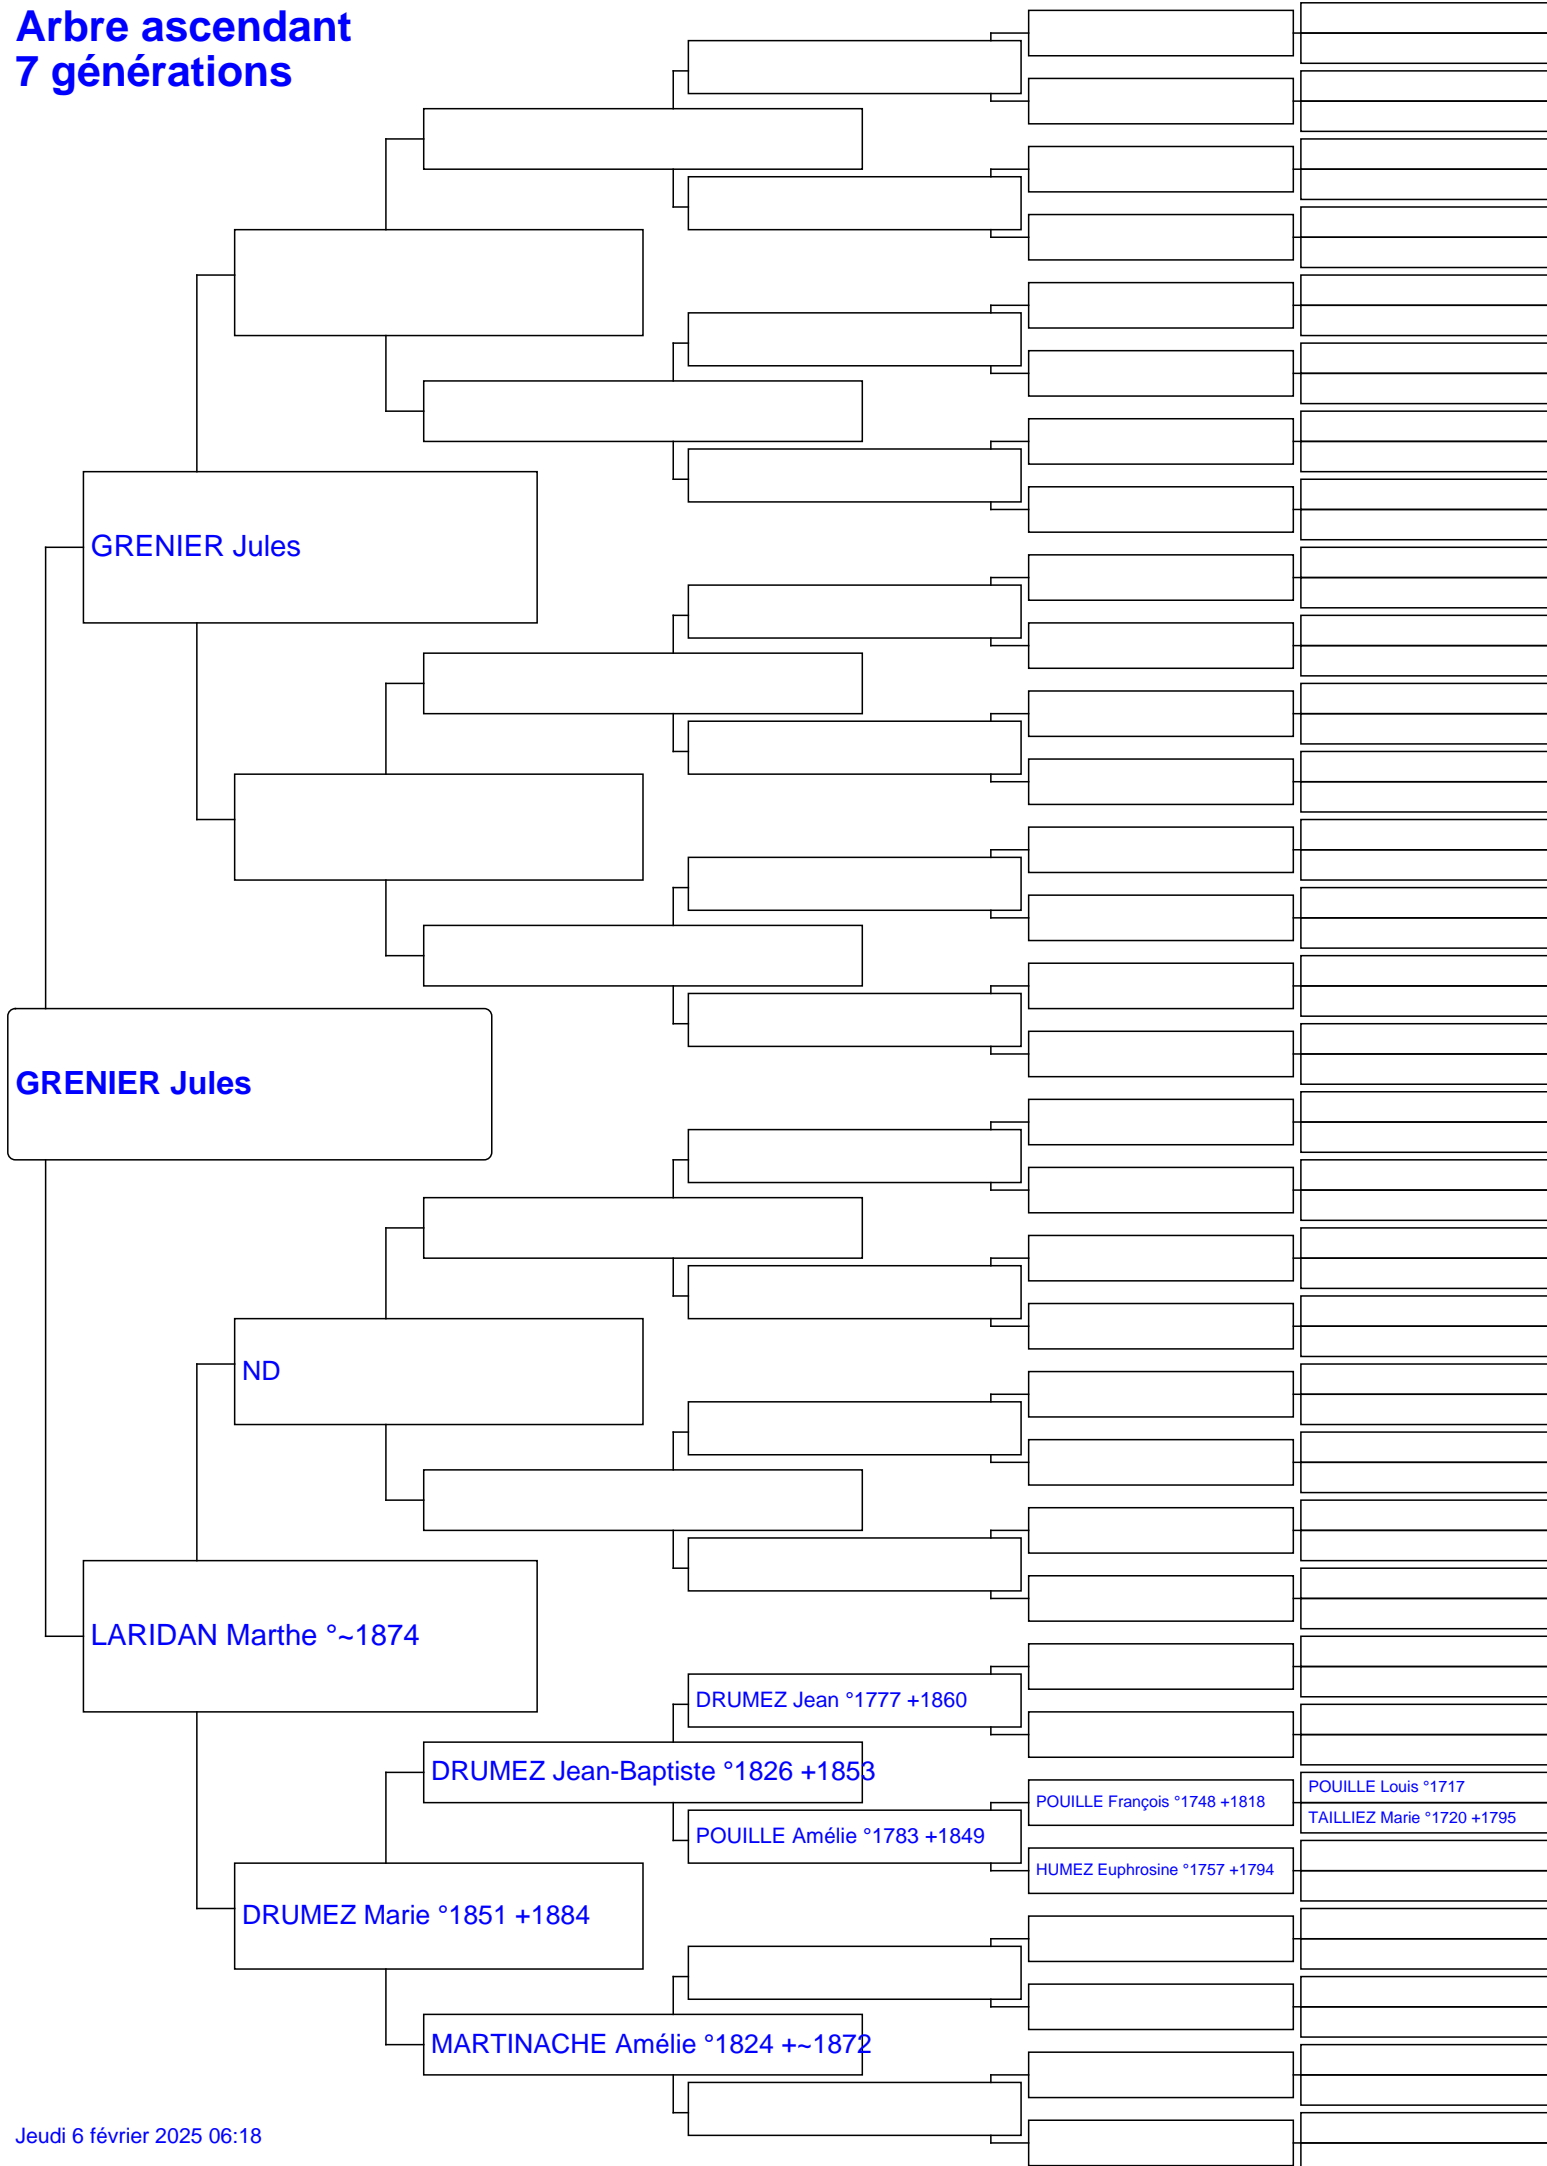 Arbre ascendant
7 générations
GRENIER Jules
GRENIER Jules
ND
LARIDAN Marthe °~1874
DRUMEZ Jean °1777 +1860
DRUMEZ Jean-Baptiste °1826 +1853
POUILLE Louis °1717
POUILLE François °1748 +1818
TAILLIEZ Marie °1720 +1795
POUILLE Amélie °1783 +1849
HUMEZ Euphrosine °1757 +1794
DRUMEZ Marie °1851 +1884
MARTINACHE Amélie °1824 +~1872
Jeudi 6 février 2025 06:18